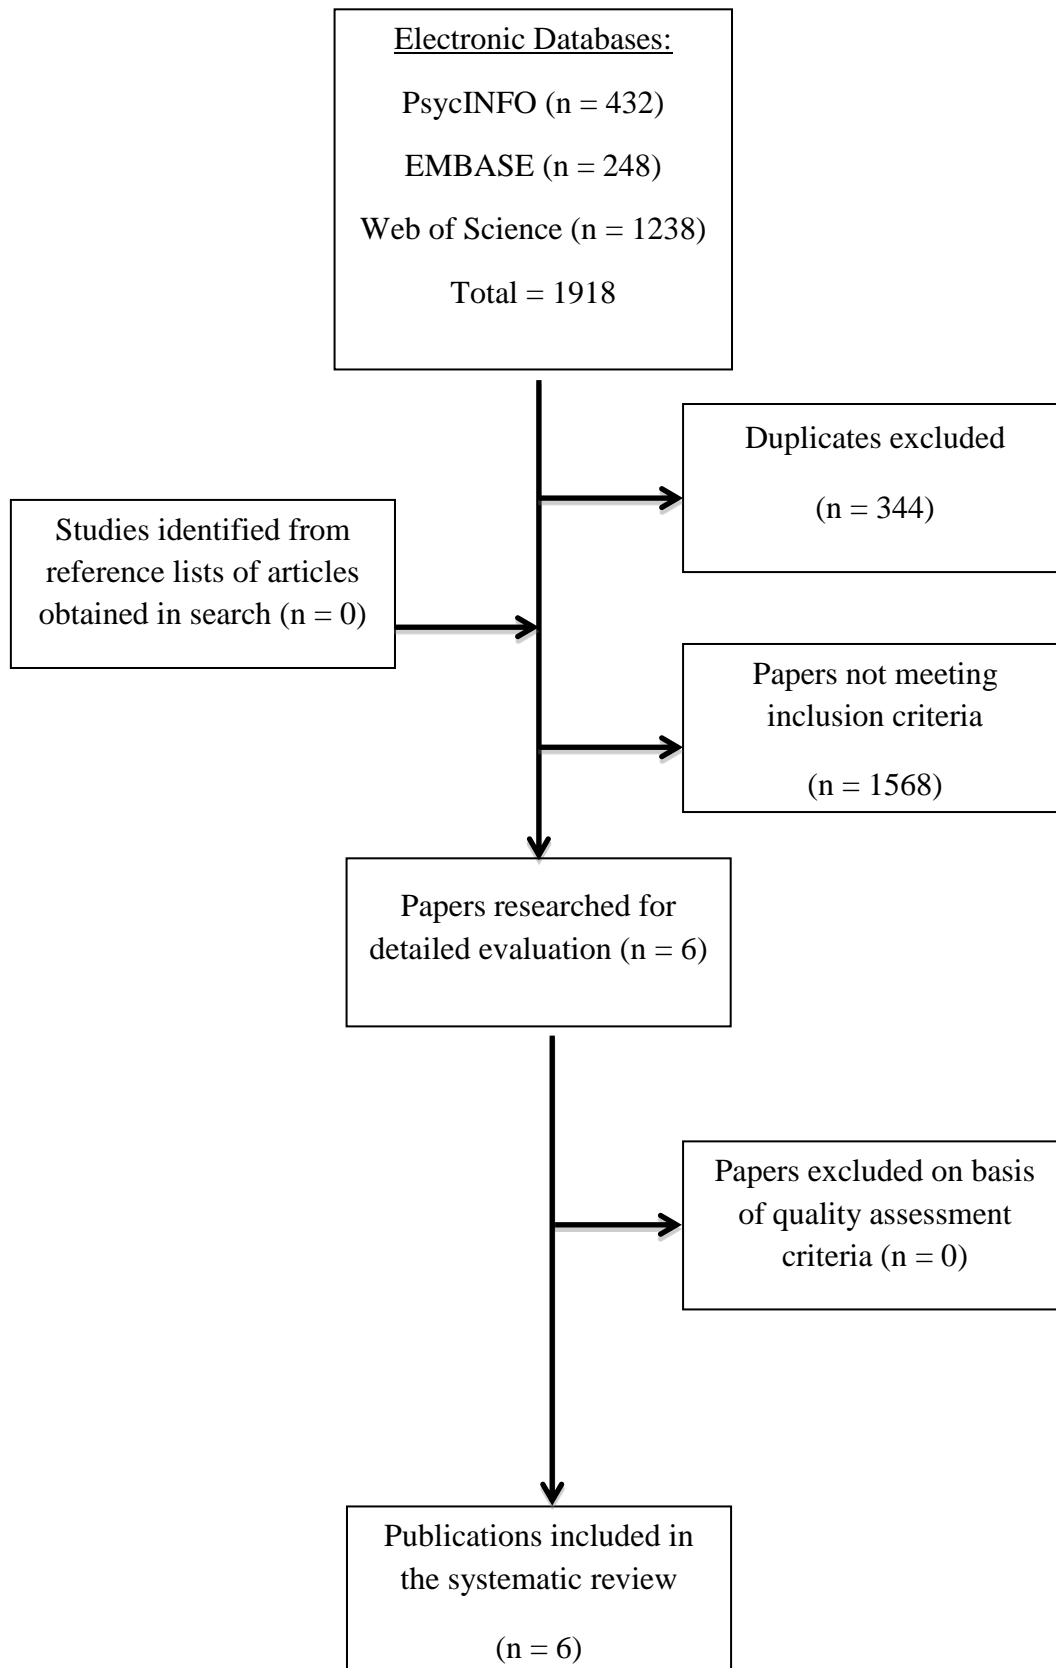 Electronic Databases:
PsycINFO (n = 432)
EMBASE (n = 248)
Web of Science (n = 1238)
Total = 1918
Duplicates excluded
(n = 344)
Studies identified from
reference lists of articles
obtained in search (n = 0)
Papers not meeting
inclusion criteria
(n = 1568)
Papers researched for
detailed evaluation (n = 6)
Papers excluded on basis
of quality assessment
criteria (n = 0)
Publications included in
the systematic review
(n = 6)